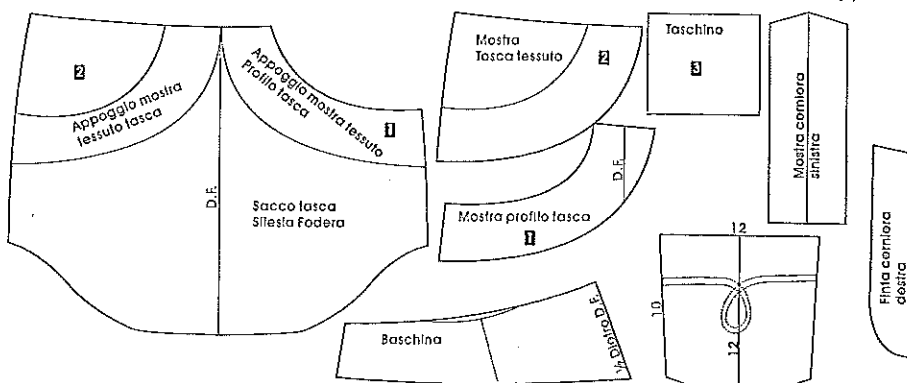 2
Appoggio mostra
tessuto tasca
Appoggio mostra tessuto
Profilo tasca
1
D.F.
Sacco tasca
Silesia Fodera
Mostra
Tasca tessuto
2
Mostra profilo tasca
1
D.F.
Taschino
3
Mostra cerniera
sinistra
Finta cerniera
destra
Baschina
½ Dietro D.F.
12
10
12